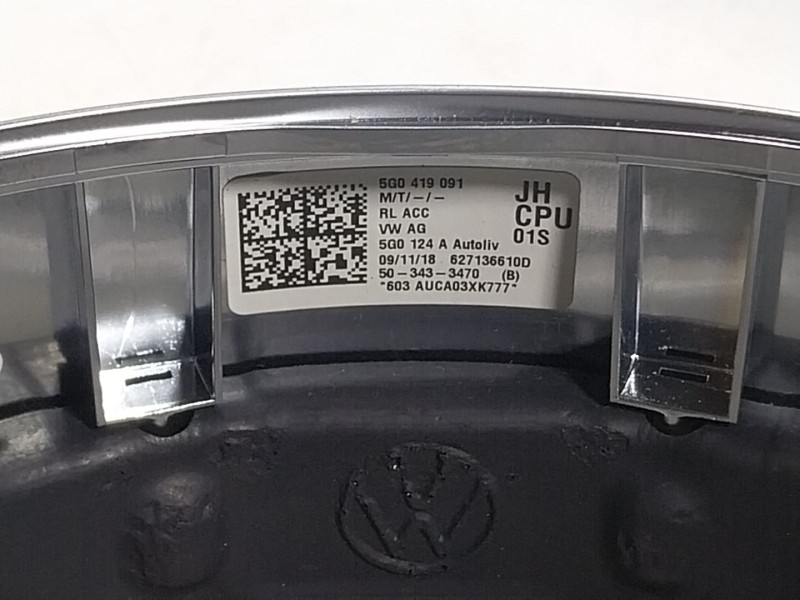 5G0 419 091
M/T/-/-
RL ACC
VW AG
5G0 124 A Autoliv
09/11/18 627136610D
50-343-3470 (B)
"603 AUCA03XK777"
JH
CPU
01S